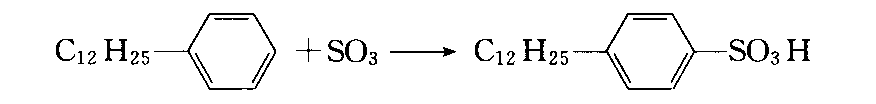 C₁₂H₂₅ +SO₃ C₁₂H₂₅ SO₃H